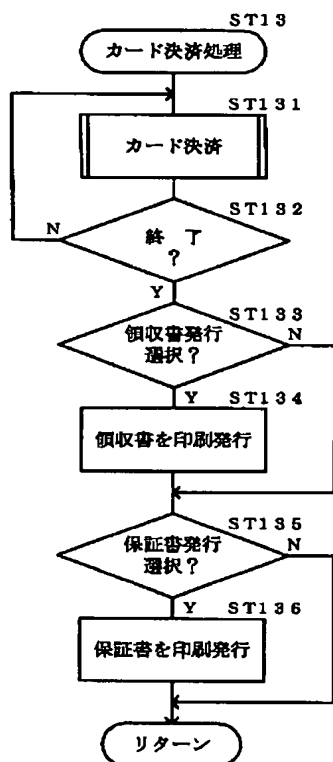 ST13
カード決済処理
ST131
カード決済
ST132
終 了
?
N
Y
ST133
領収書発行
選択?
N
Y
ST134
領収書を印刷発行
ST135
保証書発行
選択?
N
Y
ST136
保証書を印刷発行
リターン